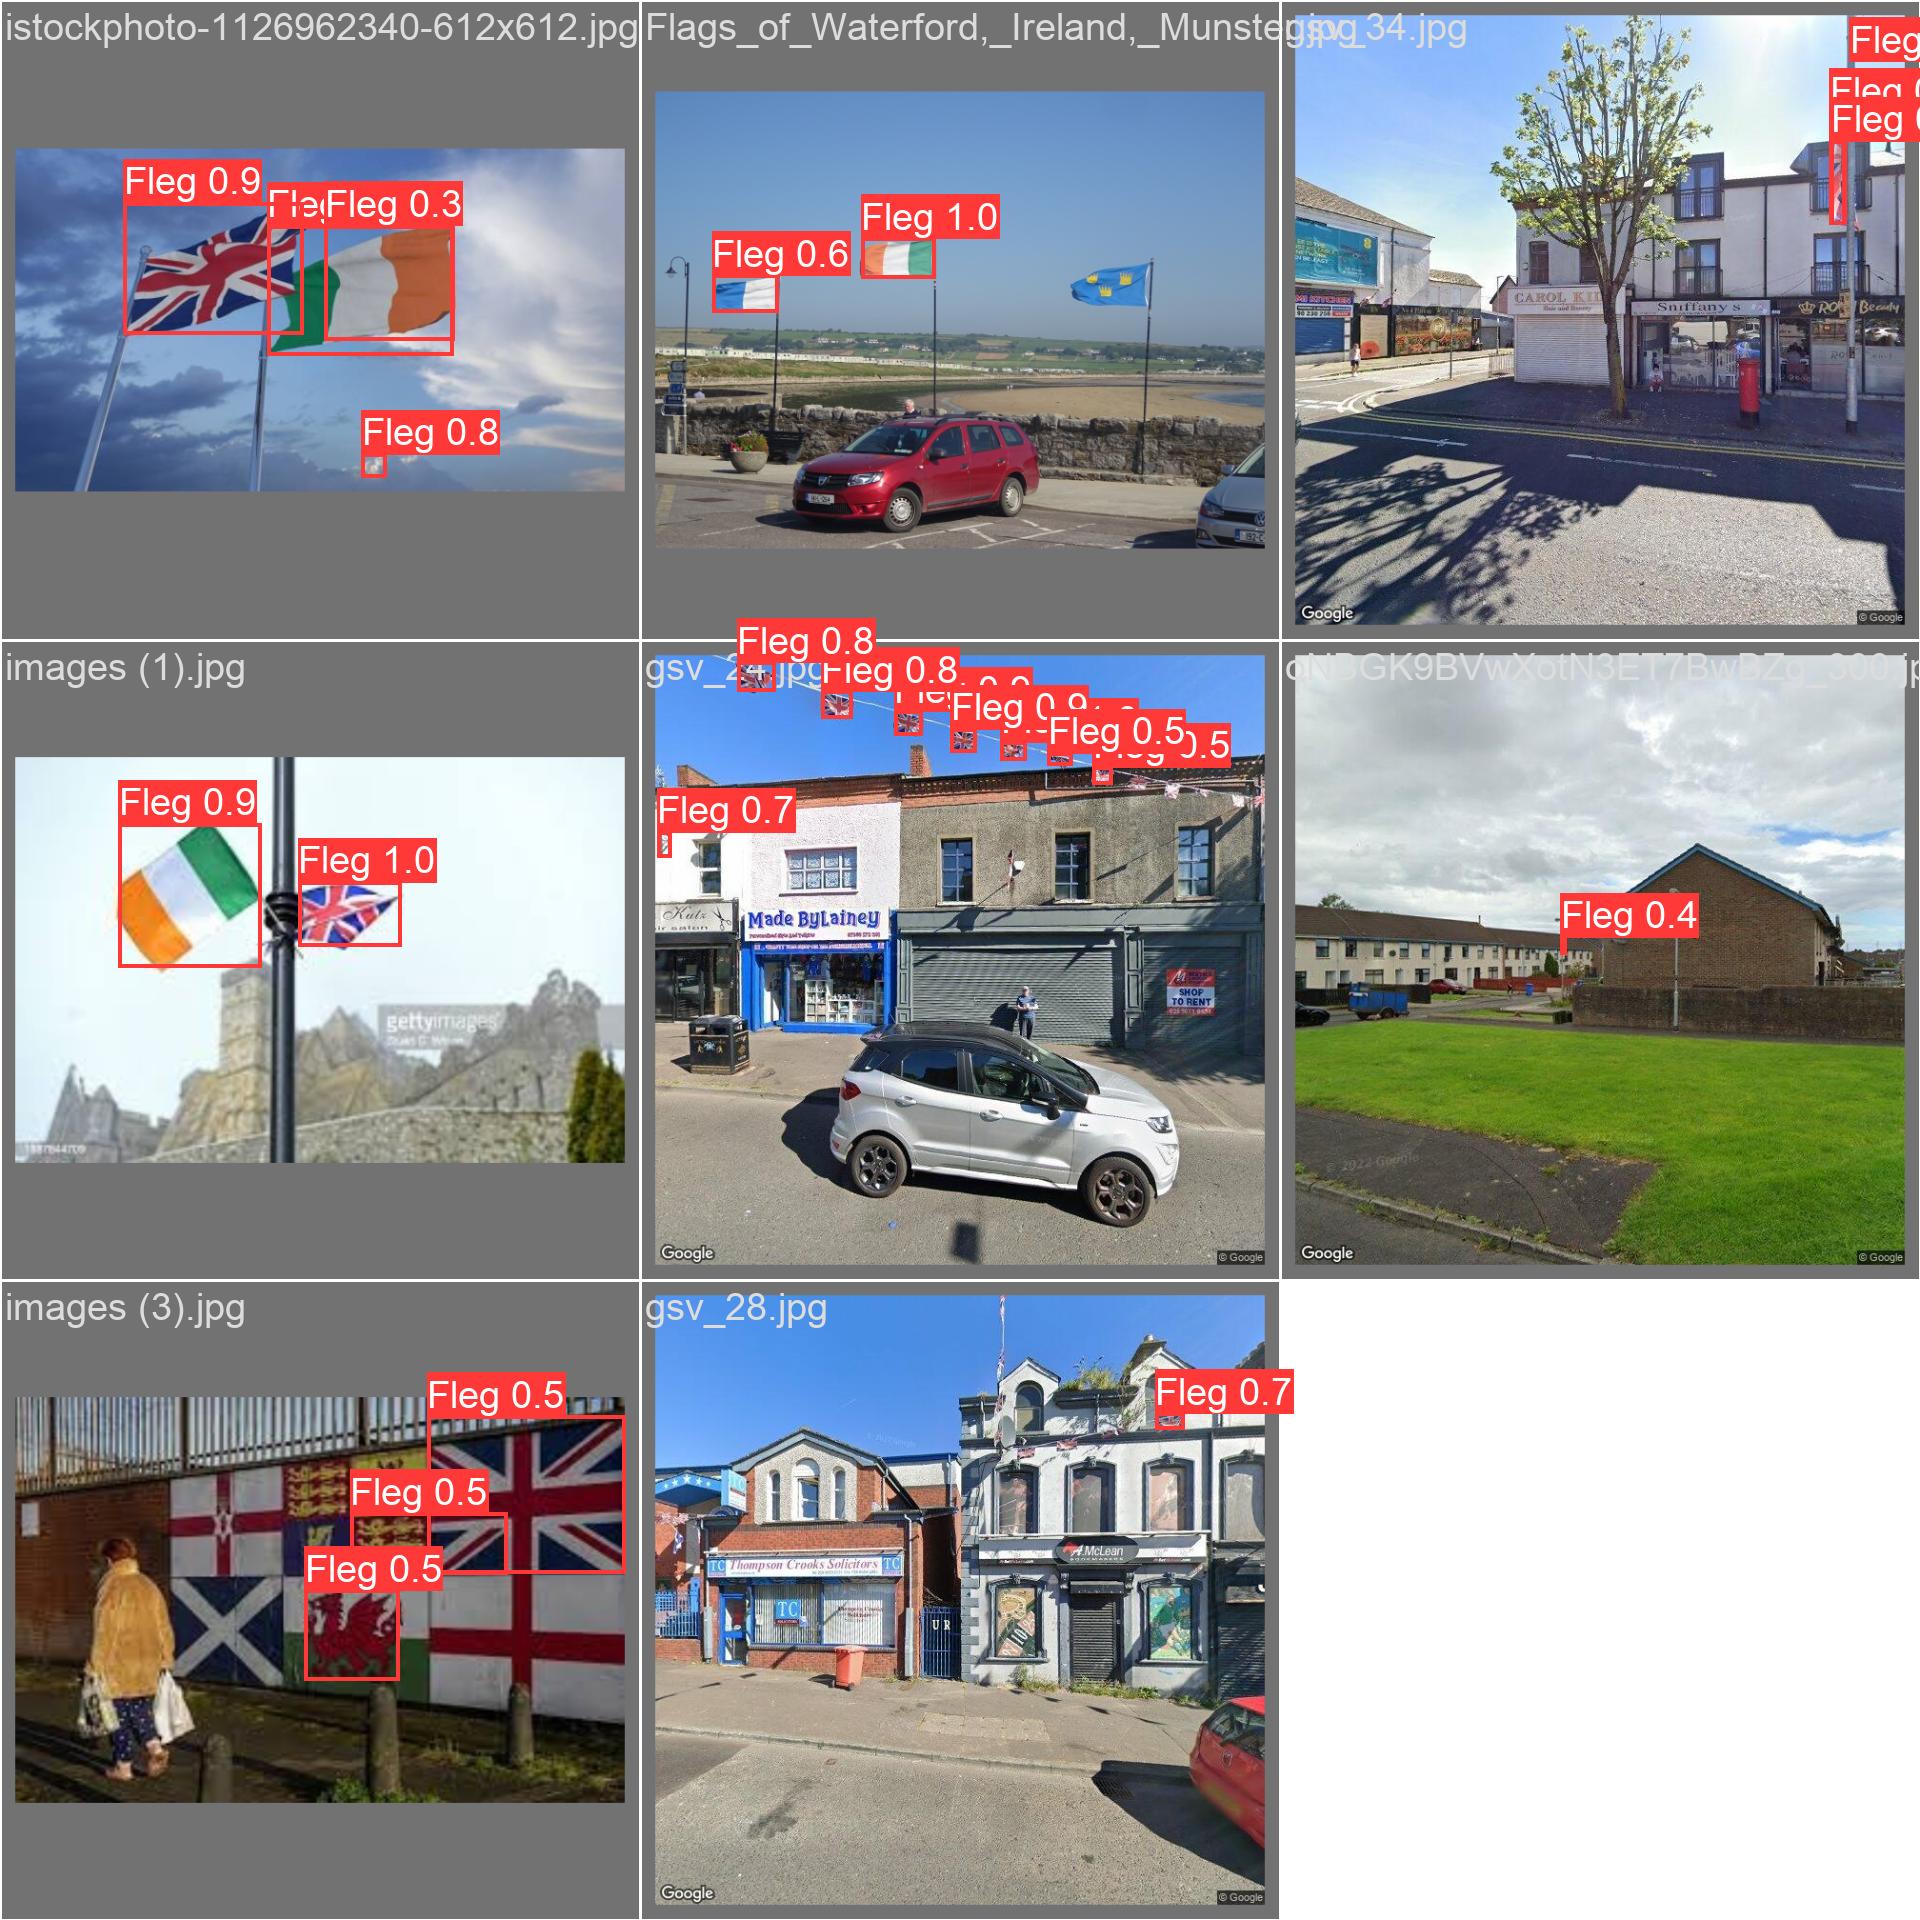 istockphoto-1126962340-612x612.jpg
Fleg 0.9
Fleg 0.3
Fleg 0.8
Flags_of_Waterford,_Ireland,_Munster.jpg
Fleg 0.6
Fleg 1.0
gsv_34.jpg
Fleg
Fleg
Fleg
CAROL
Sniffany's
Beauty
Google
© Google
images (1).jpg
Fleg 0.9
Fleg 1.0
gettyimages
gsv_24.jpg
Fleg 0.8
Fleg 0.8
Fleg 0.9
Fleg 0.5
Fleg 0.5
Fleg 0.7
Kutz
Made ByLainey
SHOP
TO RENT
Google
© Google
Fleg 0.4
© 2022 Google
Google
© Google
images (3).jpg
Fleg 0.5
Fleg 0.5
Fleg 0.5
gsv_28.jpg
Fleg 0.7
TC Thompson Crooks Solicitors TC
TC
A.McLean
BOOKMAKERS
UR
Google
© Google